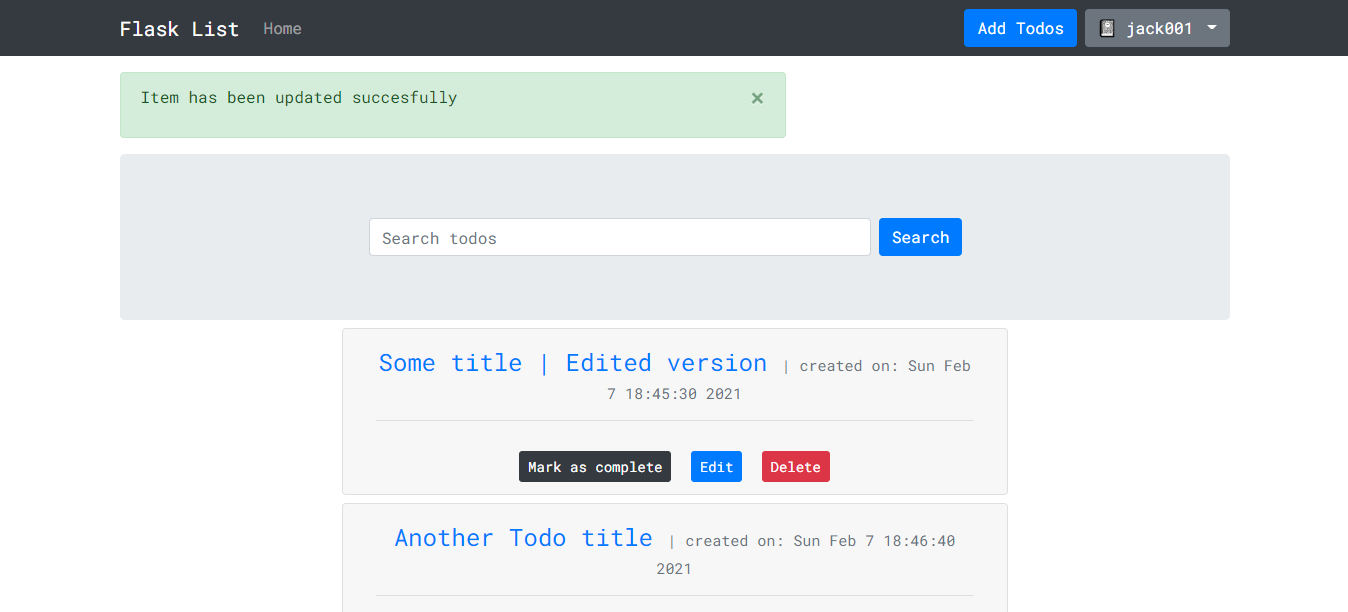 Flask List Home Add Todos jack001
Item has been updated succesfully ×
Search todos Search
Some title | Edited version | created on: Sun Feb
7 18:45:30 2021
Mark as complete Edit Delete
Another Todo title | created on: Sun Feb 7 18:46:40
2021